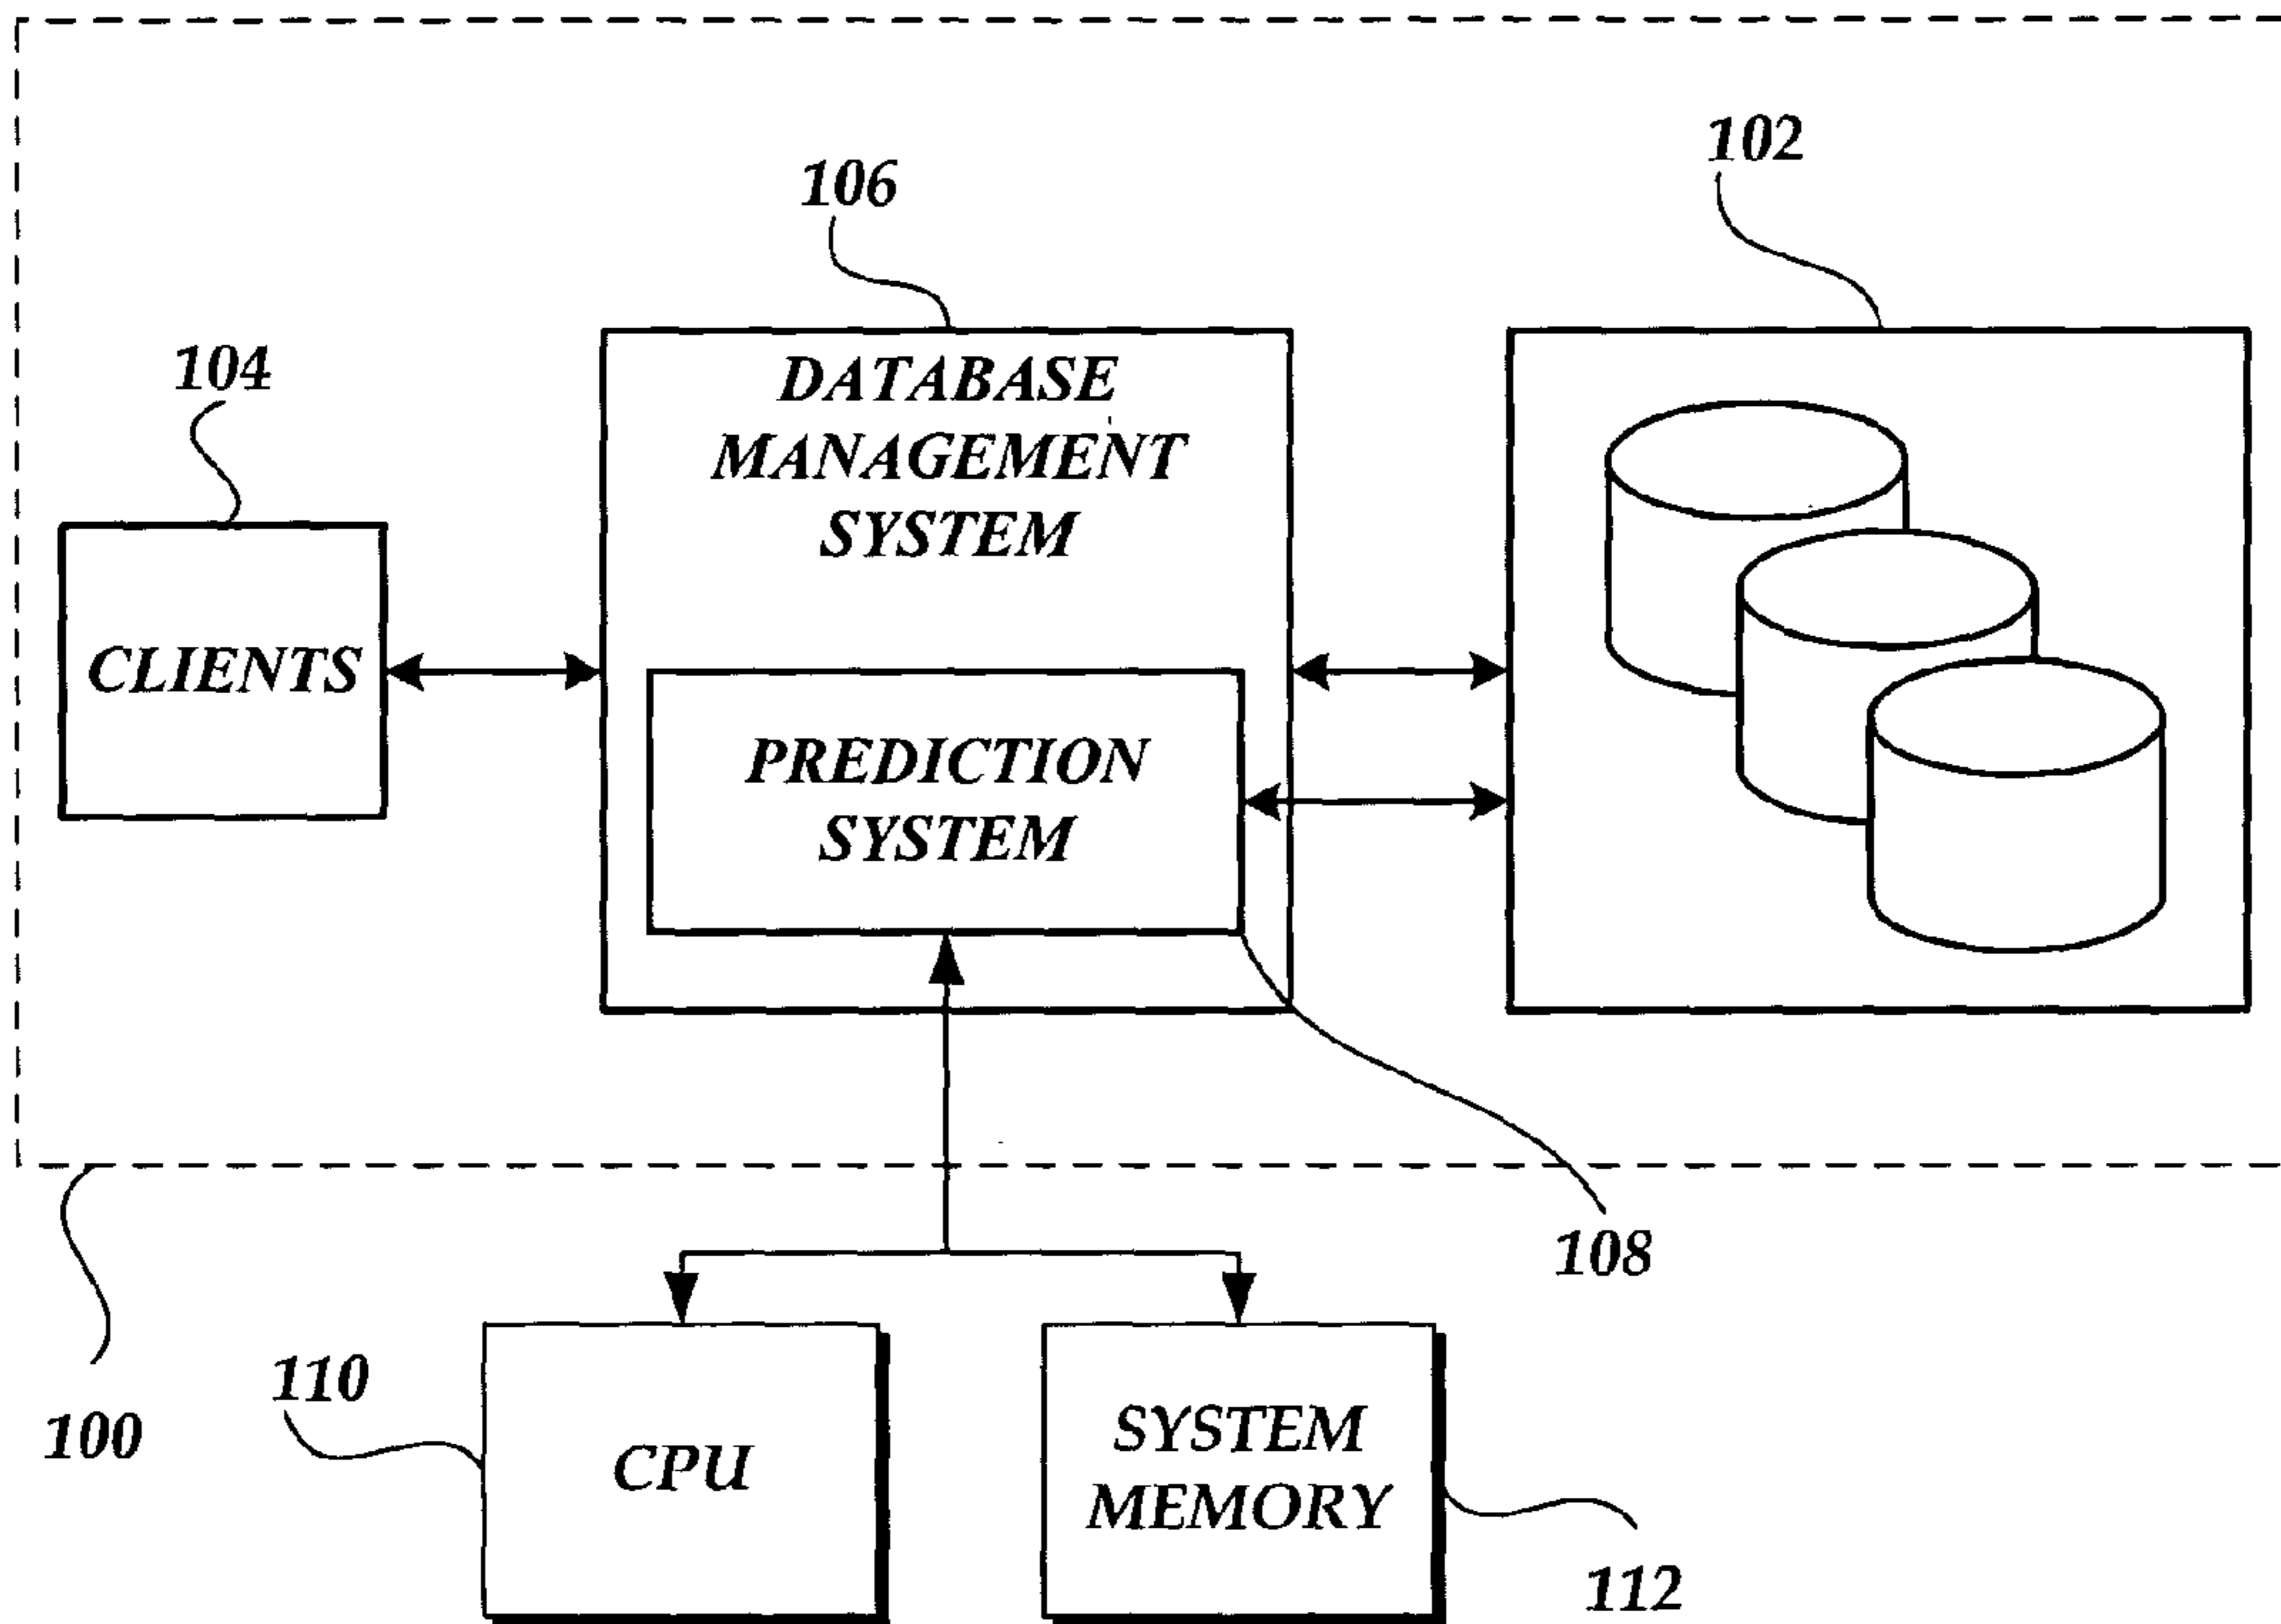 102
106
104
DATABASE
MANAGEMENT
SYSTEM
CLIENTS
PREDICTION
SYSTEM
108
110
100
CPU
SYSTEM
MEMORY
112